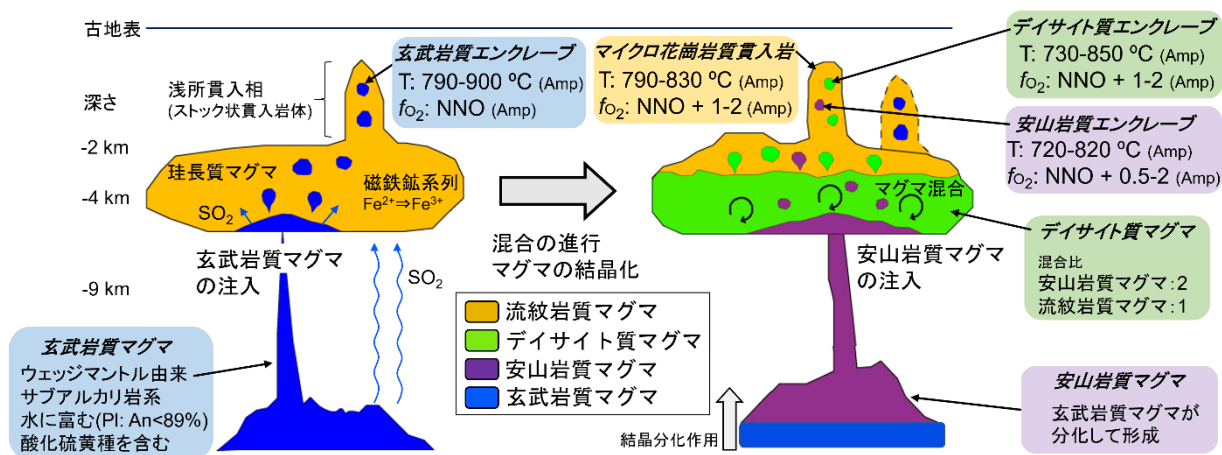 古地表
深さ
-2 km
-4 km
-9 km
浅所貫入相
(ストック状貫入岩体)
玄武岩質エンクレーブ
T: 790-900 ºC (Amp)
fO₂: NNO (Amp)
珪長質マグマ
磁鉄鉱系列
Fe²⁺⇒Fe³⁺
SO₂
玄武岩質マグマ
の注入
SO₂
玄武岩質マグマ
ウェッジマントル由来
サブアルカリ岩系
水に富む(Pl: An<89%)
酸化硫黄種を含む
混合の進行
マグマの結晶化
流紋岩質マグマ
デイサイト質マグマ
安山岩質マグマ
玄武岩質マグマ
マイクロ花崗岩質貫入岩
T: 790-830 ºC (Amp)
fO₂: NNO + 1-2 (Amp)
デイサイト質エンクレーブ
T: 730-850 ºC (Amp)
fO₂: NNO + 1-2 (Amp)
安山岩質エンクレーブ
T: 720-820 ºC (Amp)
fO₂: NNO + 0.5-2 (Amp)
マグマ混合
安山岩質マグマ
の注入
デイサイト質マグマ
混合比
安山岩質マグマ:2
流紋岩質マグマ:1
結晶分化作用
安山岩質マグマ
玄武岩質マグマが
分化して形成